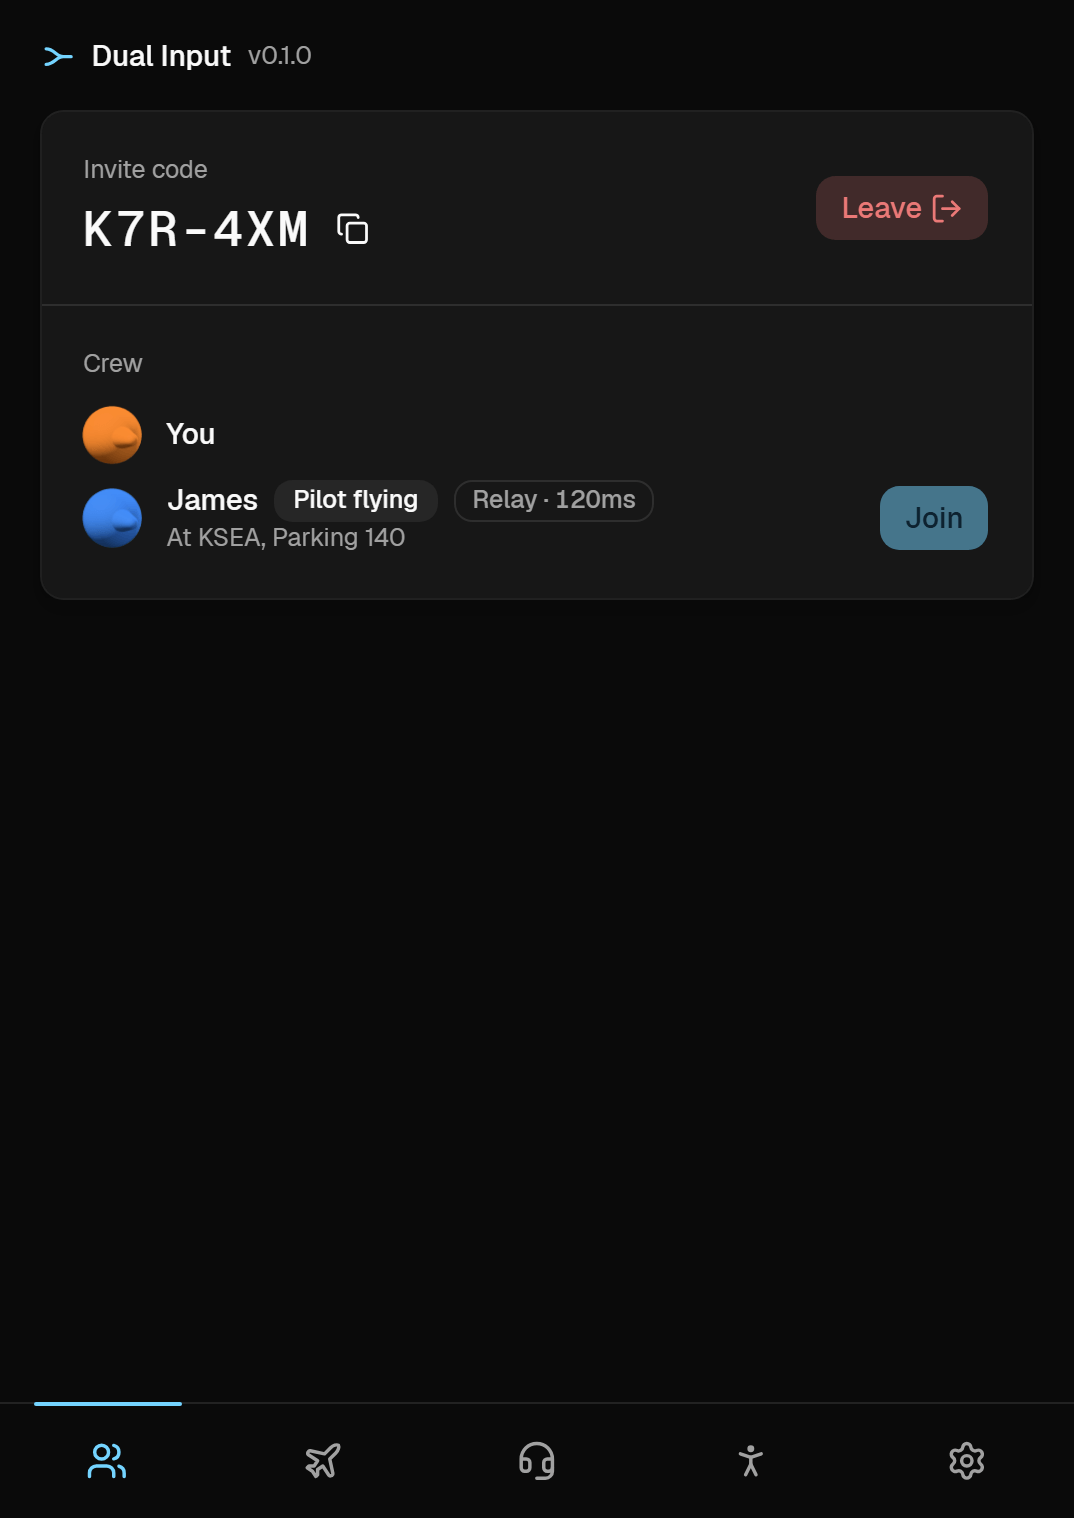 Dual Input v0.1.0
Invite code
K7R-4XM
Leave
Crew
You
James Pilot flying Relay · 120ms
At KSEA, Parking 140
Join